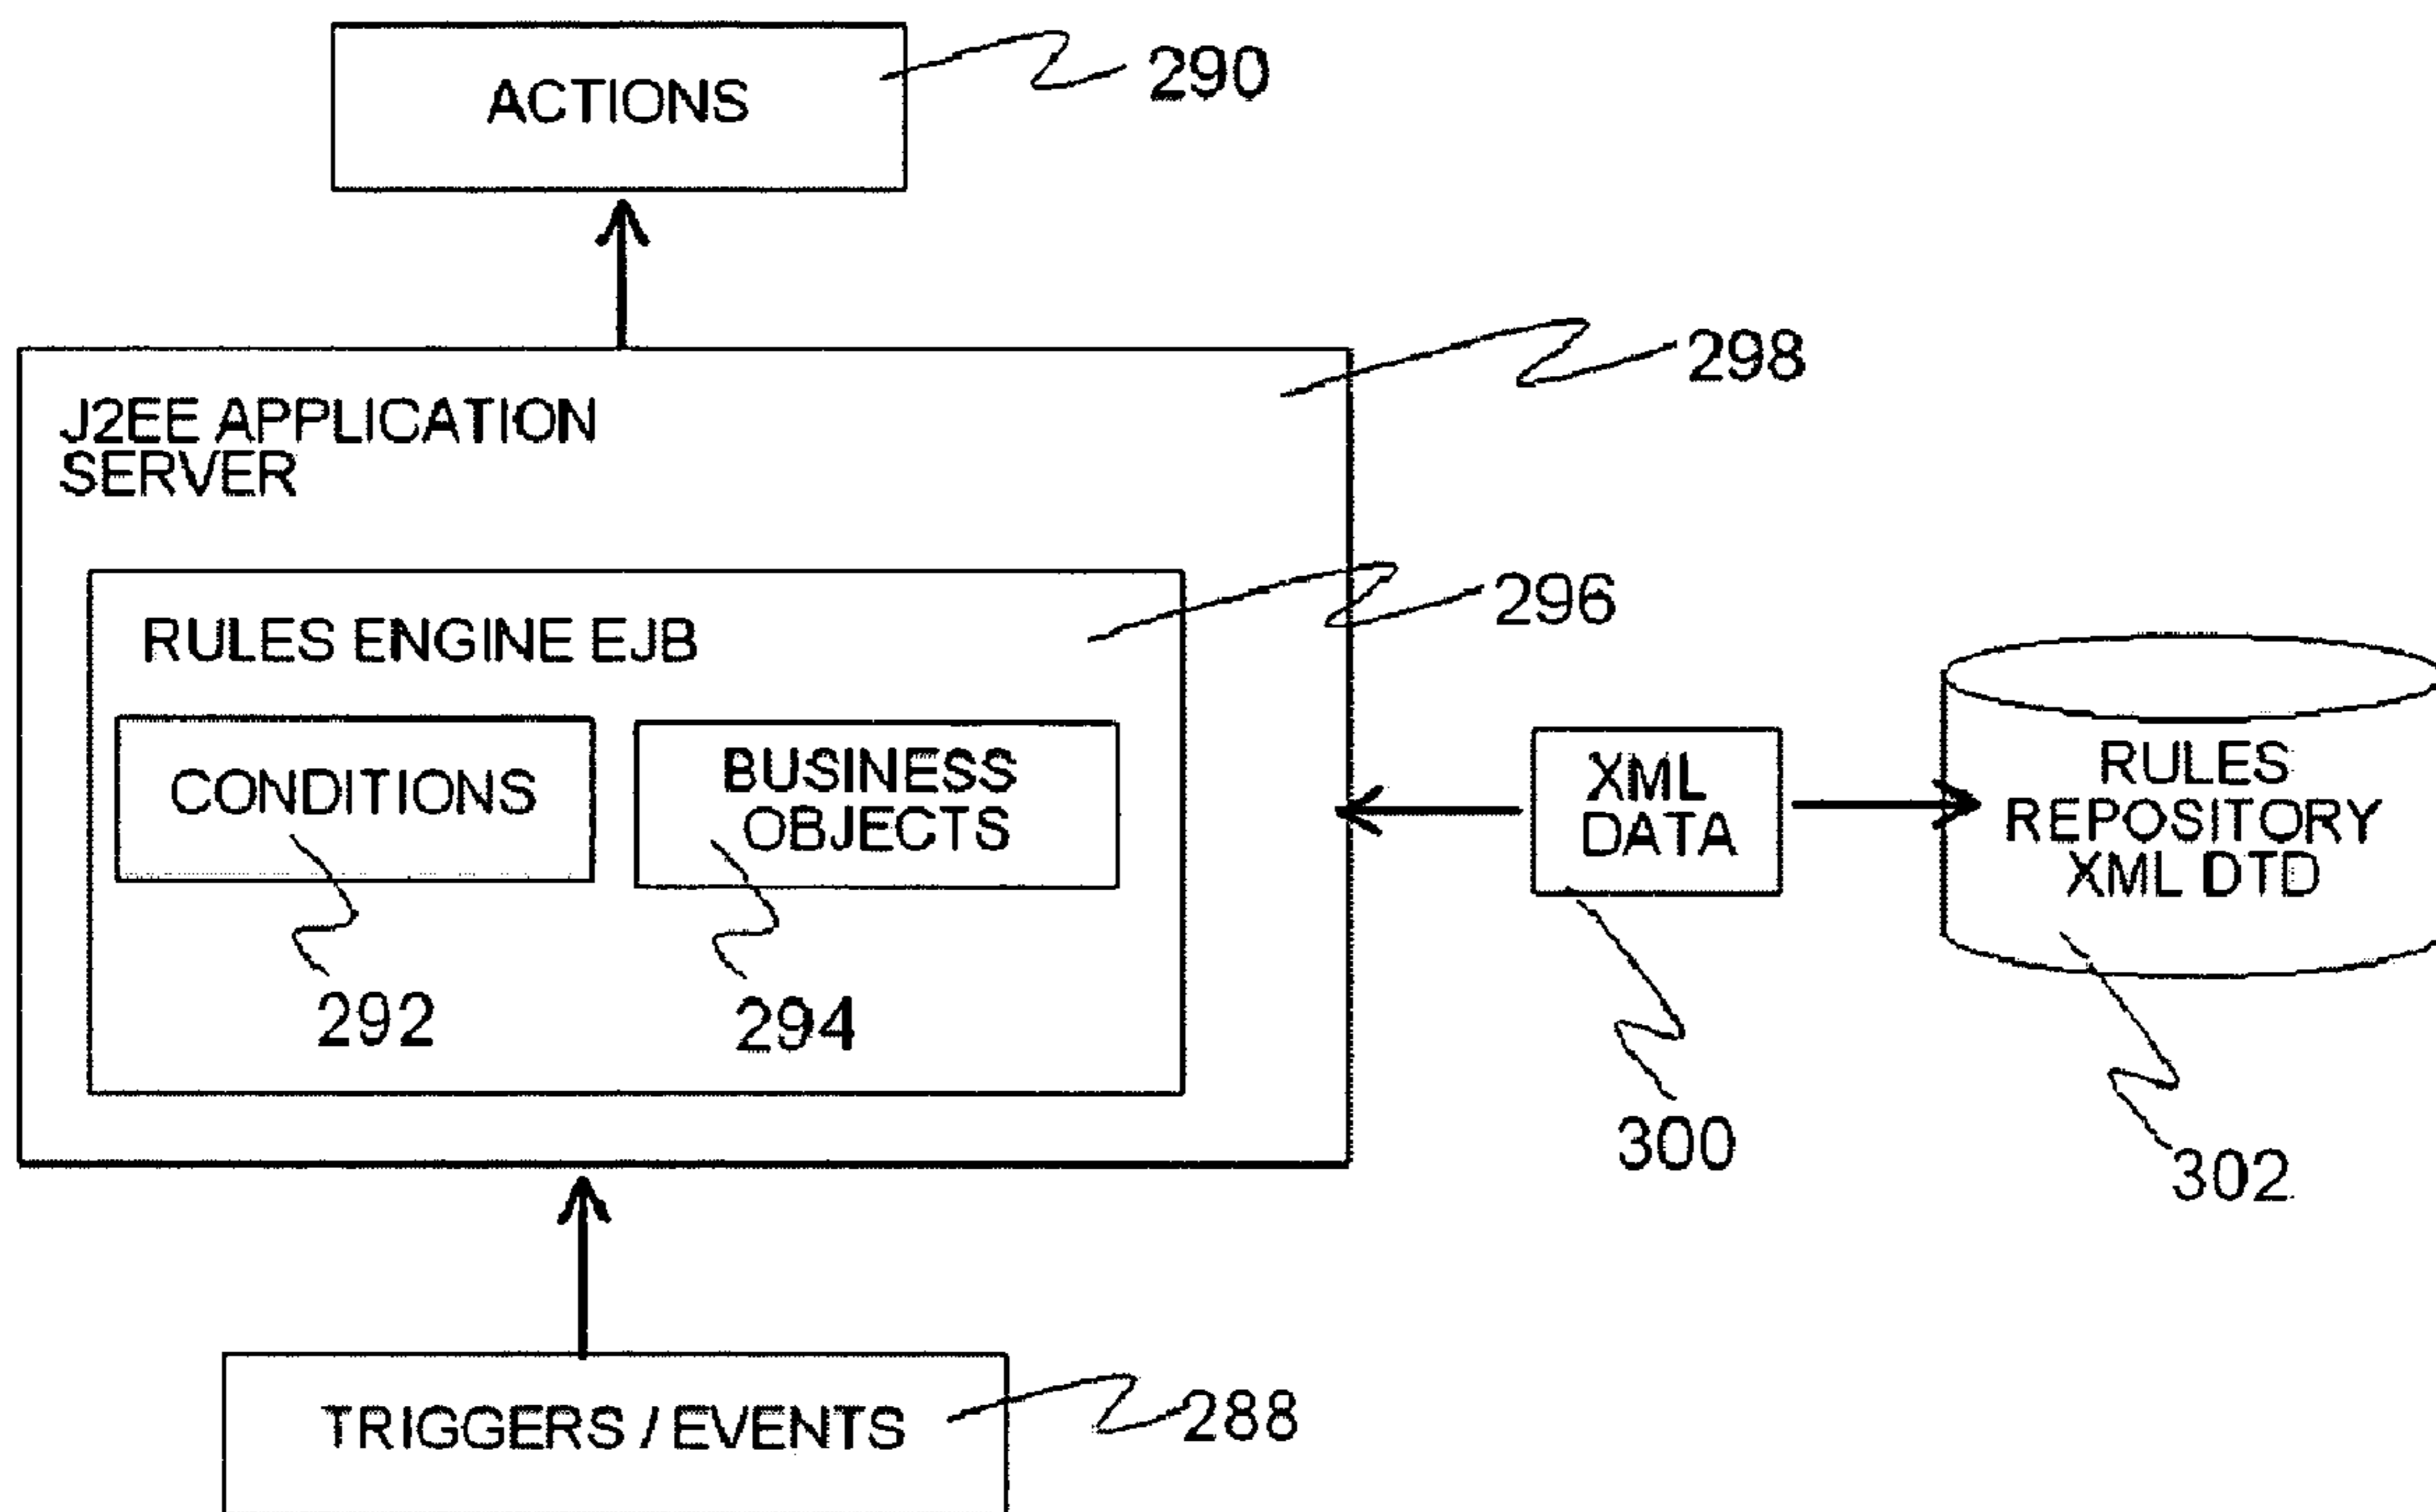 ACTIONS
290
J2EE APPLICATION
SERVER
298
RULES ENGINE EJB
296
CONDITIONS
BUSINESS
OBJECTS
292
294
XML
DATA
300
RULES
REPOSITORY
XML DTD
302
TRIGGERS / EVENTS
288